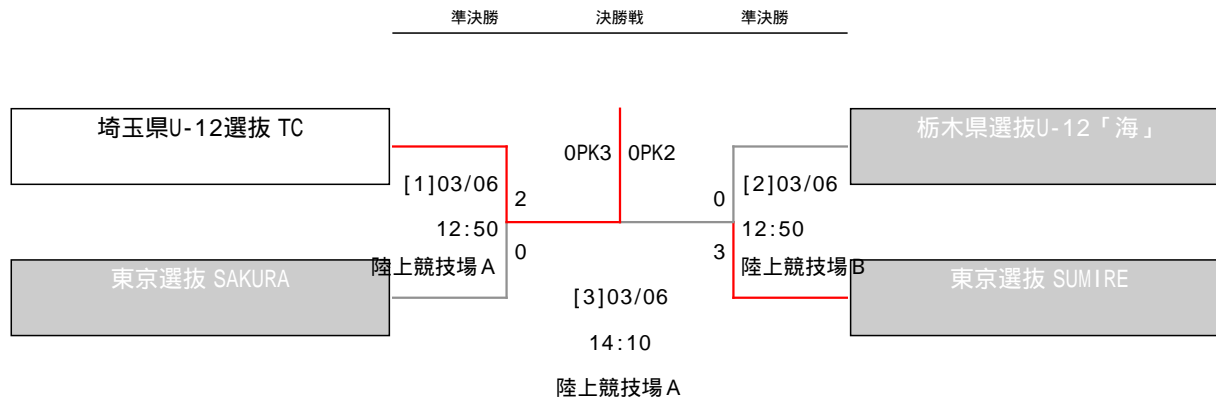 準決勝 決勝戦 準決勝
埼玉県U-12選抜 TC
栃木県選抜U-12「海」
0PK3 0PK2
[1]03/06
2
0
[2]03/06
12:50
12:50
0
3
陸上競技場A
陸上競技場B
東京選抜 SAKURA
東京選抜 SUMIRE
[3]03/06
14:10
陸上競技場A